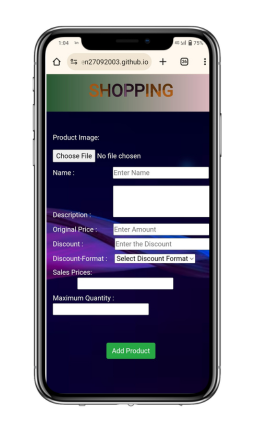 1:04
75%
n27092003.github.io
SHOPPING
Product Image:
Choose File No file chosen
Name : Enter Name
Description :
Original Price : Enter Amount
Discount : Enter the Discount
Discount-Format : Select Discount Format
Sales Prices:
Maximum Quantity :
Add Product